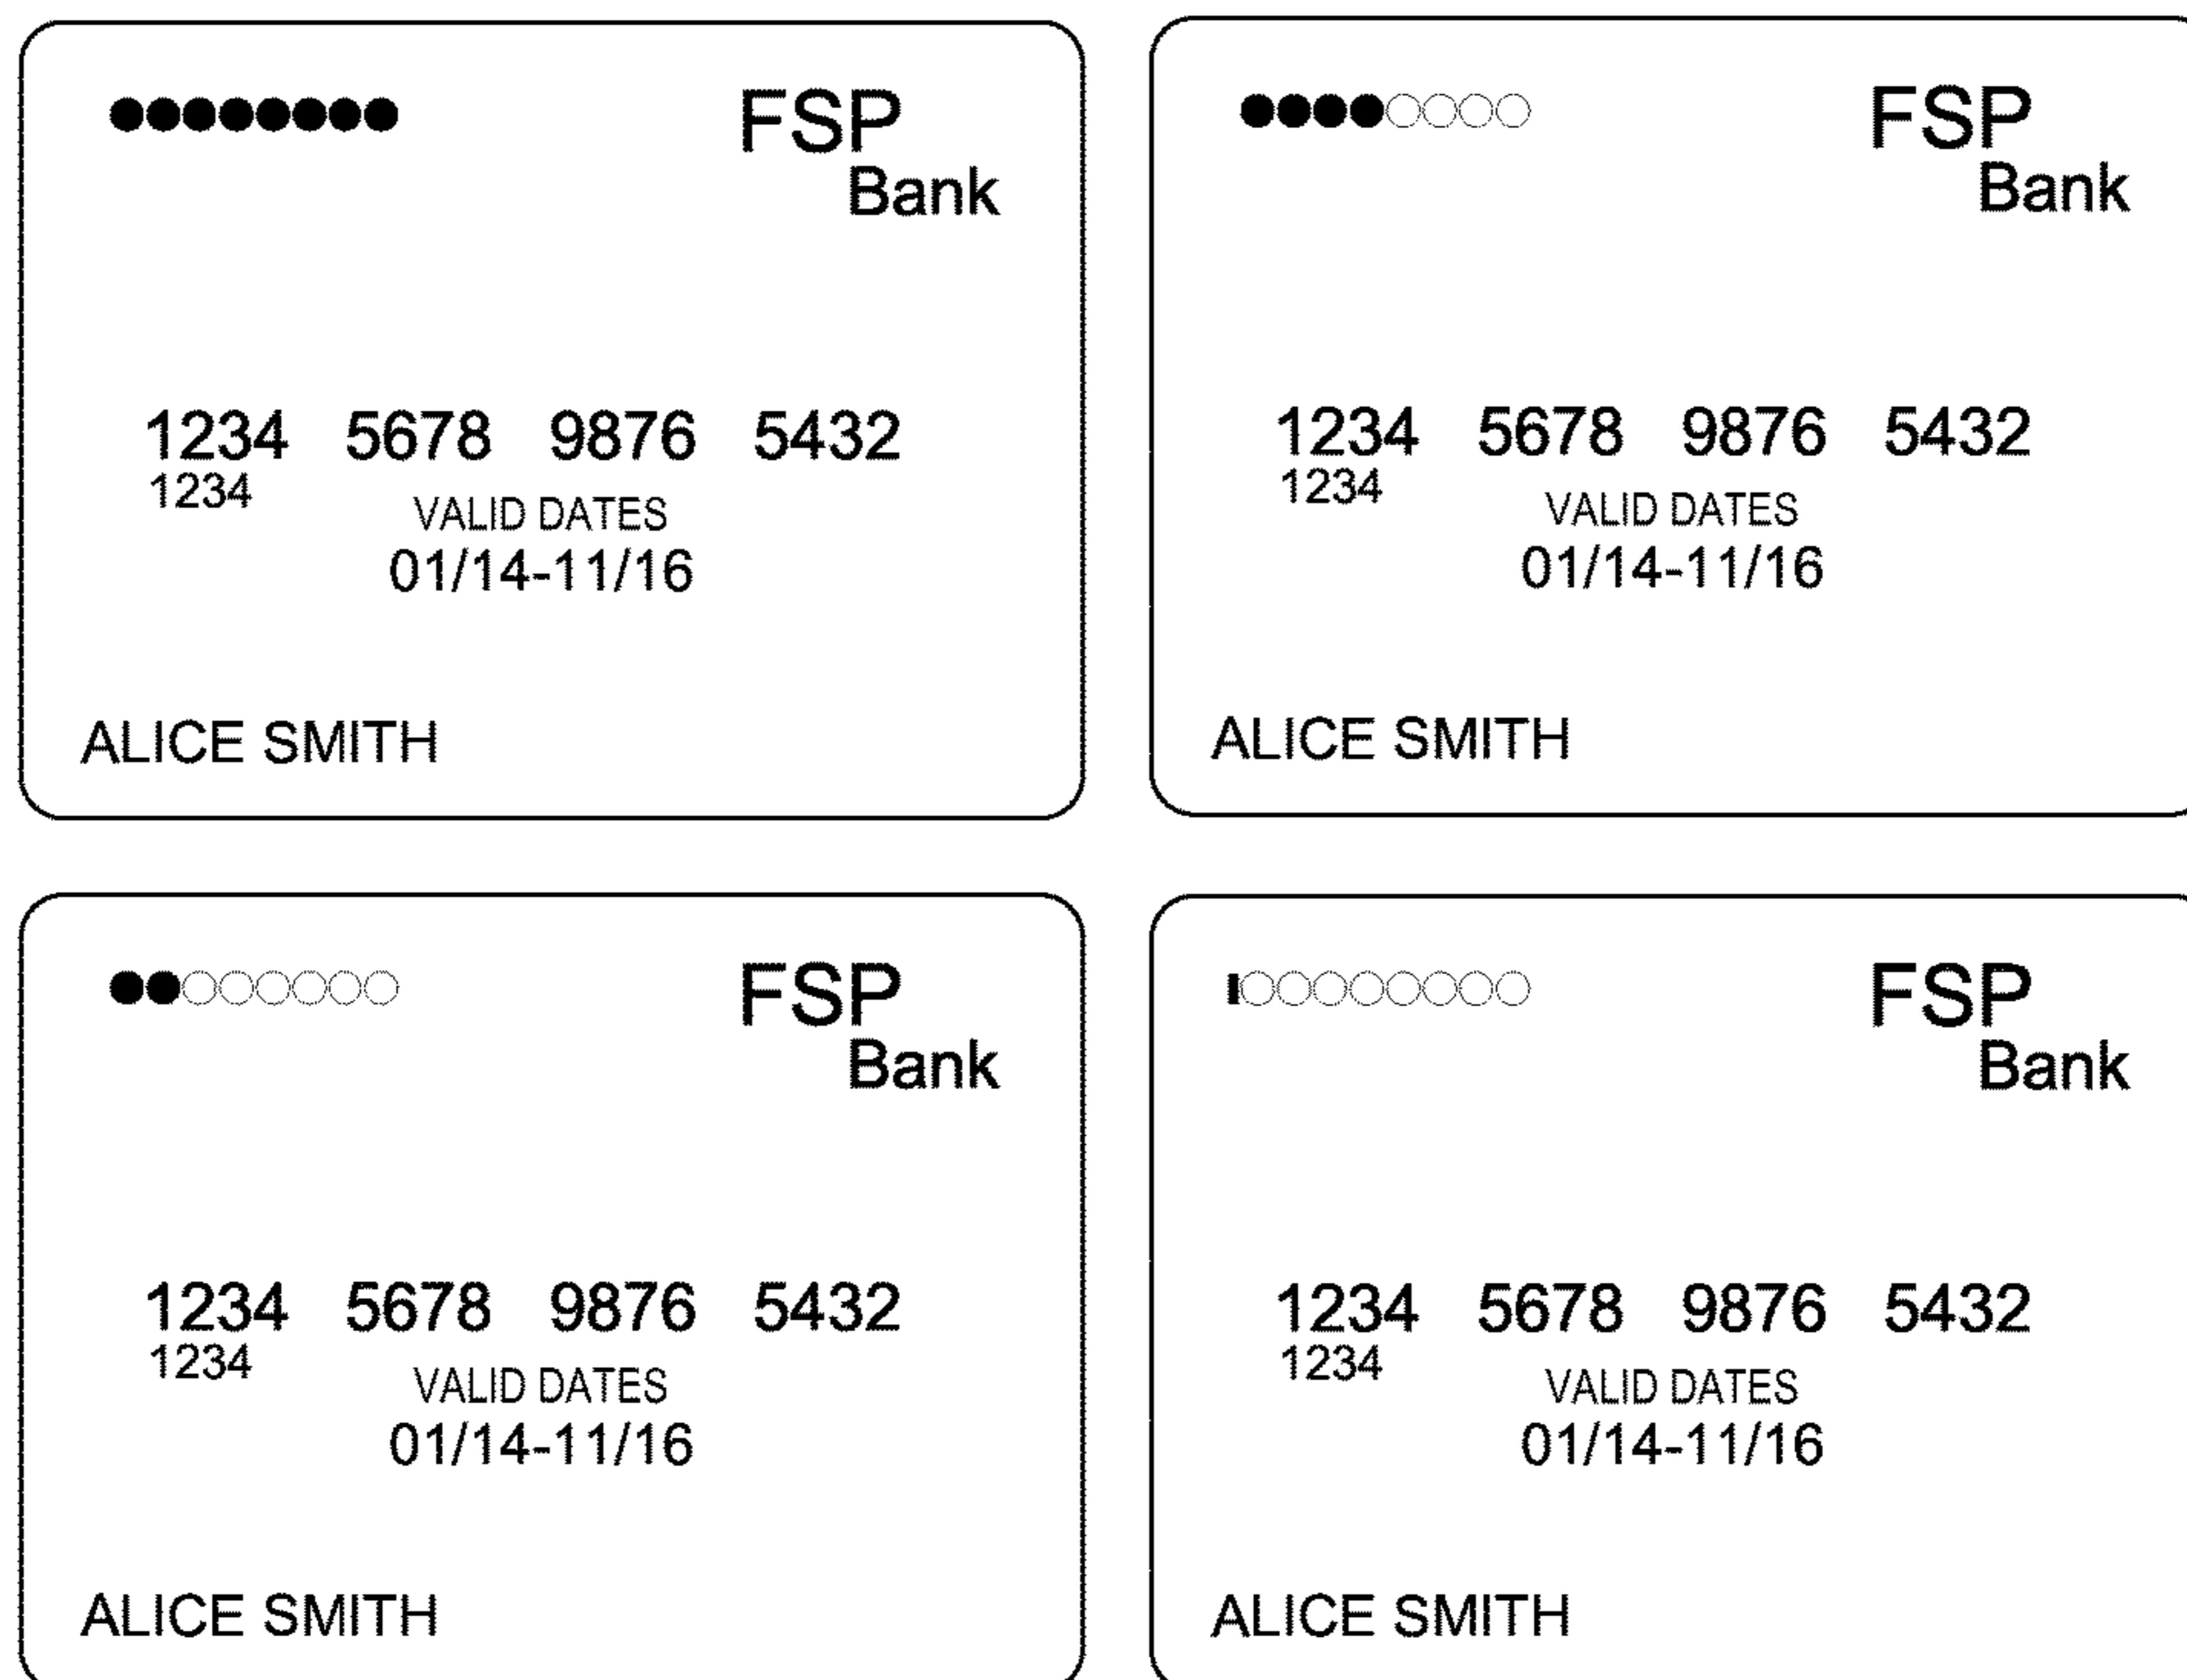 FSP
Bank
1234 5678 9876 5432
1234
VALID DATES
01/14-11/16
ALICE SMITH
FSP
Bank
1234 5678 9876 5432
1234
VALID DATES
01/14-11/16
ALICE SMITH
FSP
Bank
1234 5678 9876 5432
1234
VALID DATES
01/14-11/16
ALICE SMITH
FSP
Bank
1234 5678 9876 5432
1234
VALID DATES
01/14-11/16
ALICE SMITH